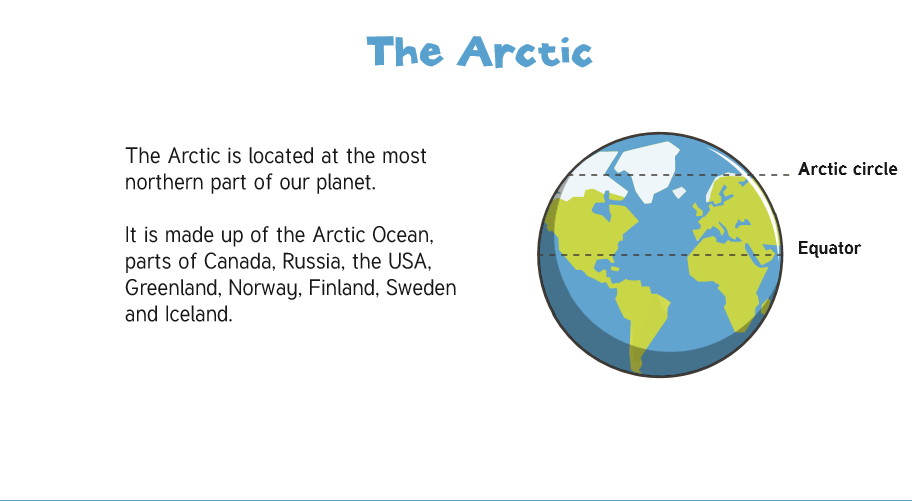 The Arctic
The Arctic is located at the most
northern part of our planet.
It is made up of the Arctic Ocean,
parts of Canada, Russia, the USA,
Greenland, Norway, Finland, Sweden
and Iceland.
Arctic circle
Equator